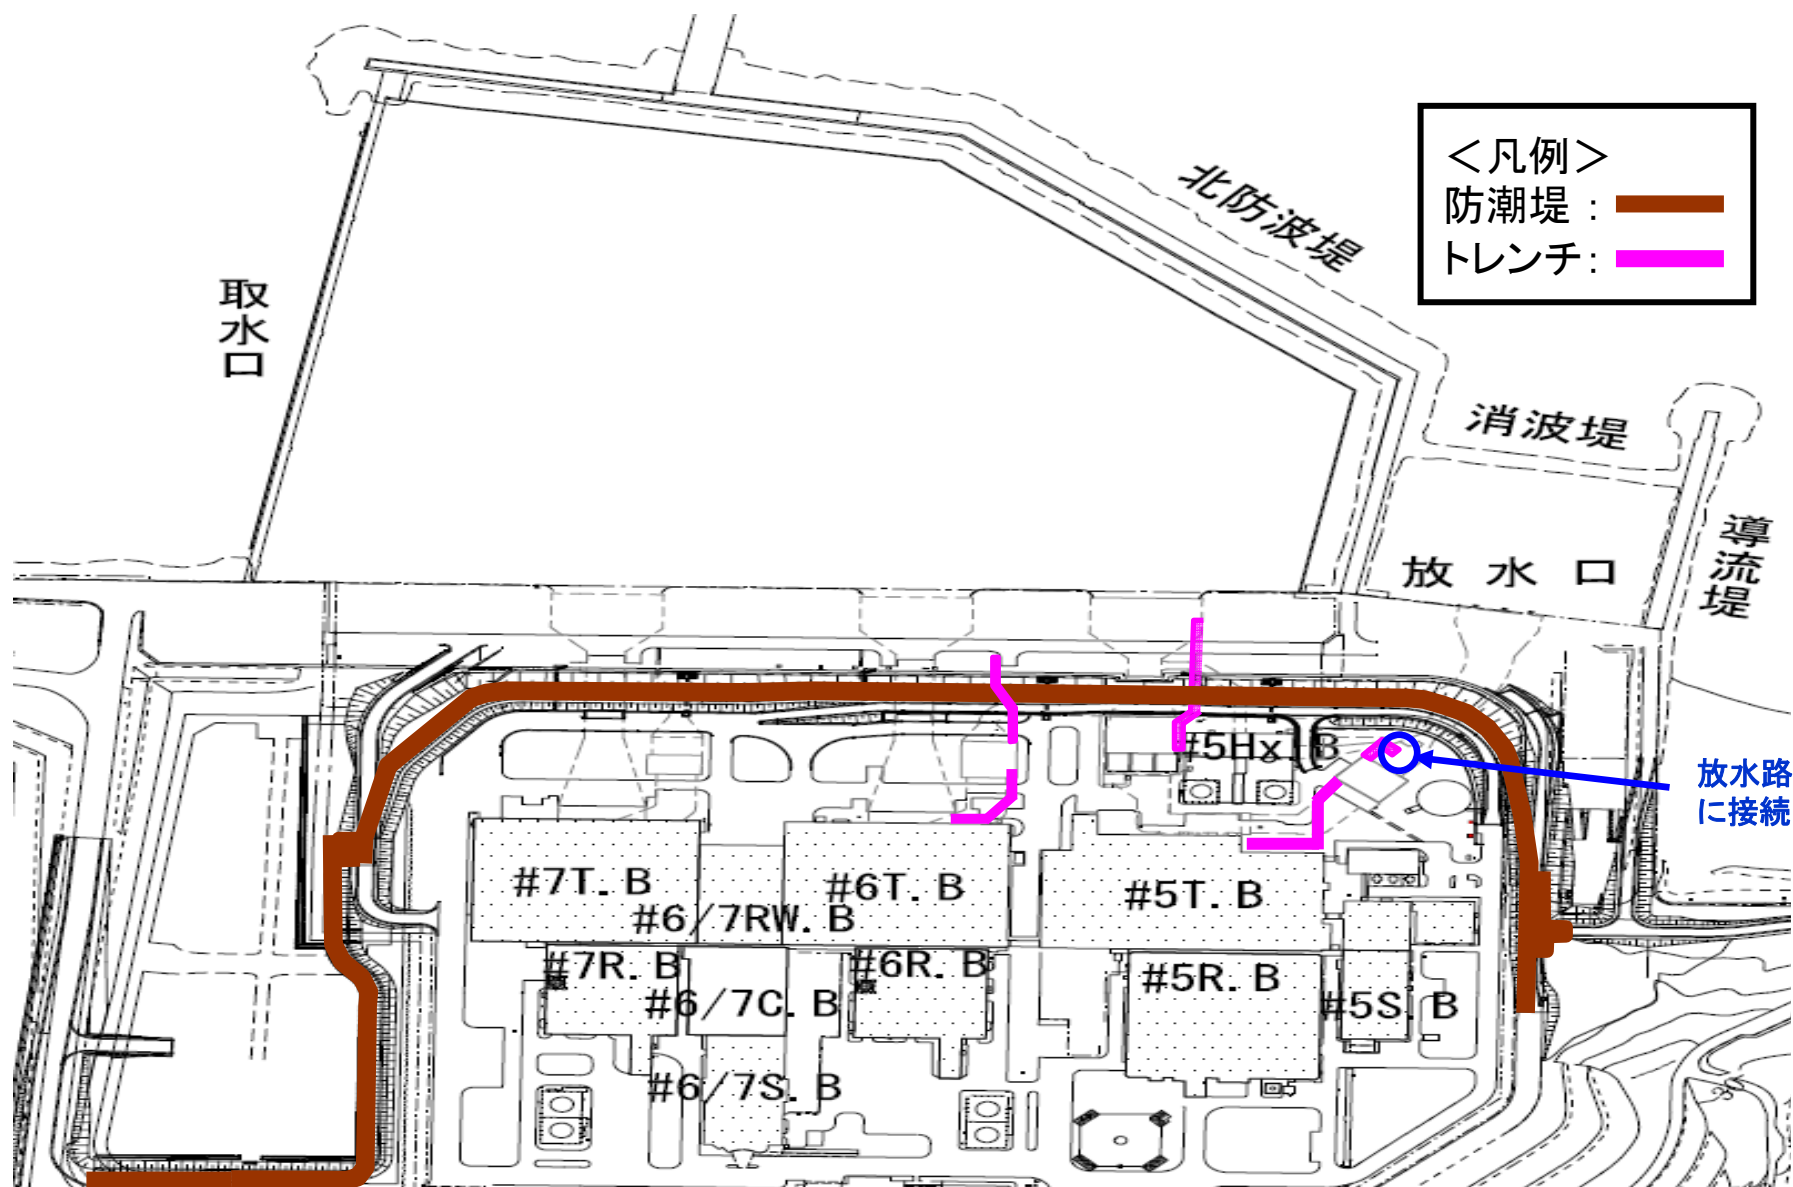 ＜凡例＞
防潮堤：
トレンチ：
北防波堤
取水口
消波堤
導流堤
放水口
#5Hx. B
放水路
に接続
#7T. B
#6T. B
#5T. B
#6/7RW. B
#7R. B
#6R. B
#5R. B
#6/7C. B
#5S. B
#6/7S. B